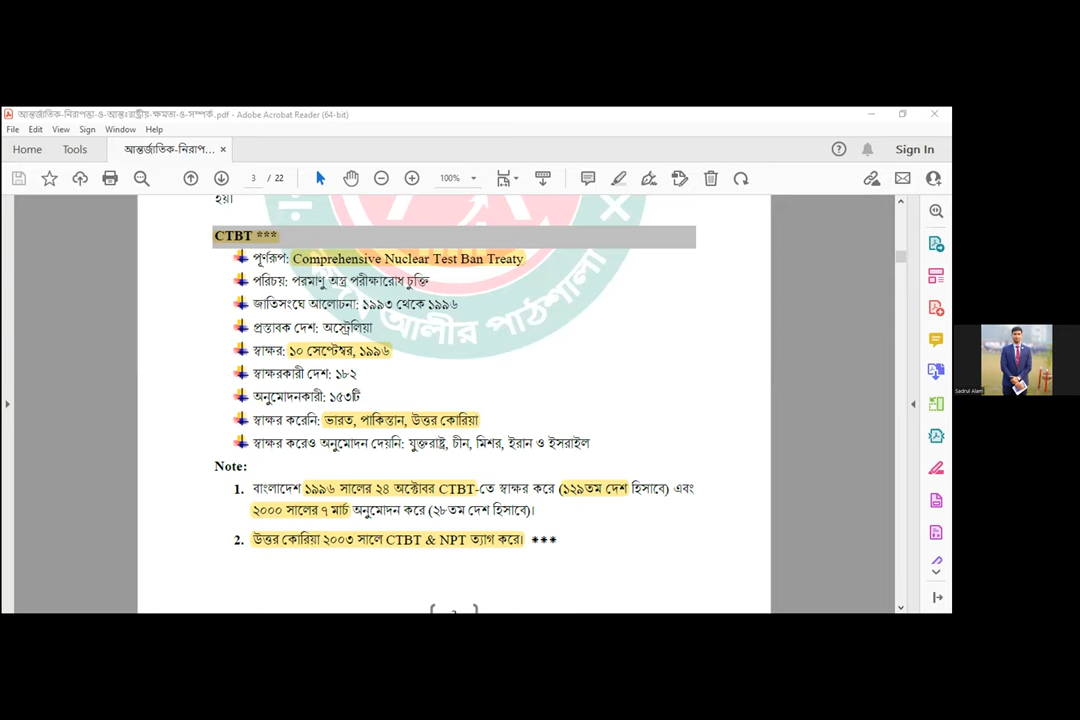 আন্তর্জাতিক-নিরাপত্তা-ও-আন্তঃরাষ্ট্রীয়-ক্ষমতা-ও-সম্পর্ক.pdf - Adobe Acrobat Reader (64-bit)
File Edit View Sign Window Help
Home Tools আন্তর্জাতিক-নিরাপ... × Sign In
3 / 22 100%
হয়।
CTBT ***
পূর্ণরূপ: Comprehensive Nuclear Test Ban Treaty
পরিচয়: পরমাণু অস্ত্র পরীক্ষারোধ চুক্তি
জাতিসংঘে আলোচনা: ১৯৯৩ থেকে ১৯৯৬
প্রস্তাবক দেশ: অস্ট্রেলিয়া
স্বাক্ষর: ১০ সেপ্টেম্বর, ১৯৯৬
স্বাক্ষরকারী দেশ: ১৮২
অনুমোদনকারী: ১৫৩টি
স্বাক্ষর করেনি: ভারত, পাকিস্তান, উত্তর কোরিয়া
স্বাক্ষর করেও অনুমোদন দেয়নি: যুক্তরাষ্ট্র, চীন, মিশর, ইরান ও ইসরাইল
Note:
1. বাংলাদেশ ১৯৯৬ সালের ২৪ অক্টোবর CTBT-তে স্বাক্ষর করে (১২৯তম দেশ হিসাবে) এবং
২০০০ সালের ৭ মার্চ অনুমোদন করে (২৮তম দেশ হিসাবে)।
2. উত্তর কোরিয়া ২০০৩ সালে CTBT & NPT ত্যাগ করে। ***
আলীর পাঠশালা
Sadrul Alam